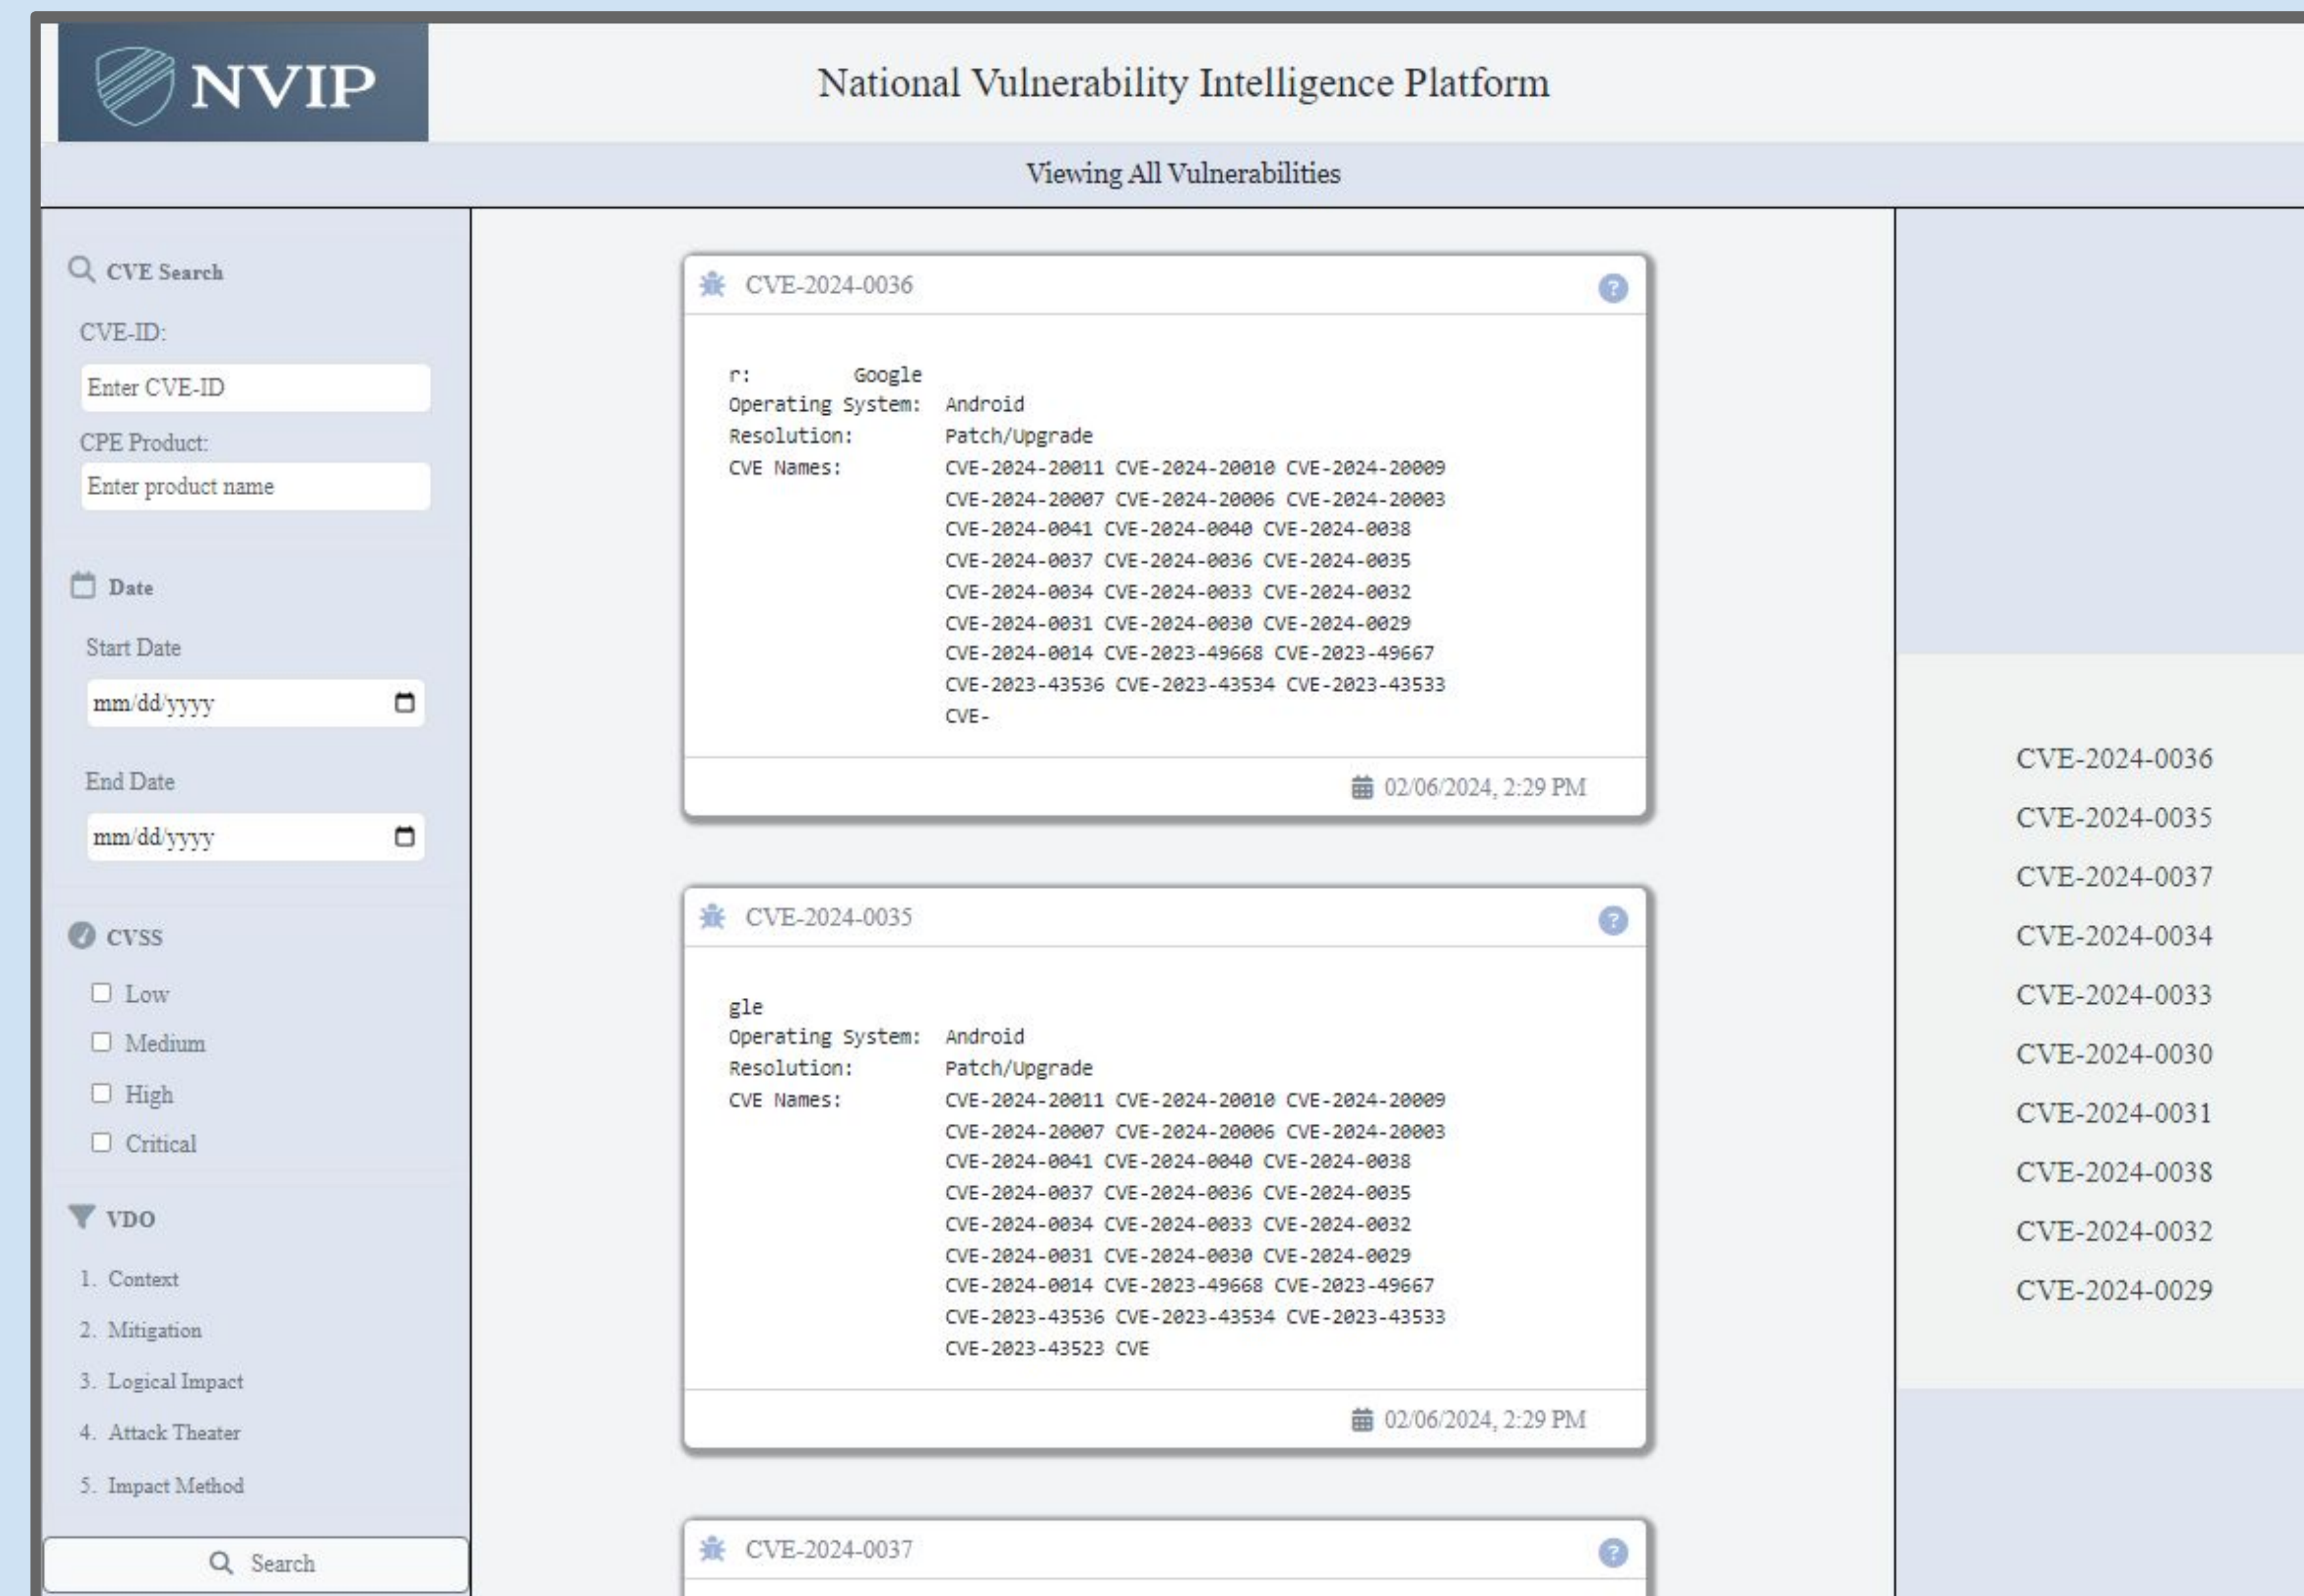 NVIP
National Vulnerability Intelligence Platform
Viewing All Vulnerabilities
CVE Search
CVE-ID:
Enter CVE-ID
CPE Product:
Enter product name
Date
Start Date
mm/dd/yyyy
End Date
mm/dd/yyyy
CVSS
Low
Medium
High
Critical
VDO
1. Context
2. Mitigation
3. Logical Impact
4. Attack Theater
5. Impact Method
Search
CVE-2024-0036
?
r: Google
Operating System: Android
Resolution: Patch/Upgrade
CVE Names: CVE-2024-20011 CVE-2024-20010 CVE-2024-20009
CVE-2024-20007 CVE-2024-20006 CVE-2024-20003
CVE-2024-0041 CVE-2024-0040 CVE-2024-0038
CVE-2024-0037 CVE-2024-0036 CVE-2024-0035
CVE-2024-0034 CVE-2024-0033 CVE-2024-0032
CVE-2024-0031 CVE-2024-0030 CVE-2024-0029
CVE-2024-0014 CVE-2023-49668 CVE-2023-49667
CVE-2023-43536 CVE-2023-43534 CVE-2023-43533
CVE-
02/06/2024, 2:29 PM
CVE-2024-0035
?
gle
Operating System: Android
Resolution: Patch/Upgrade
CVE Names: CVE-2024-20011 CVE-2024-20010 CVE-2024-20009
CVE-2024-20007 CVE-2024-20006 CVE-2024-20003
CVE-2024-0041 CVE-2024-0040 CVE-2024-0038
CVE-2024-0037 CVE-2024-0036 CVE-2024-0035
CVE-2024-0034 CVE-2024-0033 CVE-2024-0032
CVE-2024-0031 CVE-2024-0030 CVE-2024-0029
CVE-2024-0014 CVE-2023-49668 CVE-2023-49667
CVE-2023-43536 CVE-2023-43534 CVE-2023-43533
CVE-2023-43523 CVE
02/06/2024, 2:29 PM
CVE-2024-0037
?
CVE-2024-0036
CVE-2024-0035
CVE-2024-0037
CVE-2024-0034
CVE-2024-0033
CVE-2024-0030
CVE-2024-0031
CVE-2024-0038
CVE-2024-0032
CVE-2024-0029